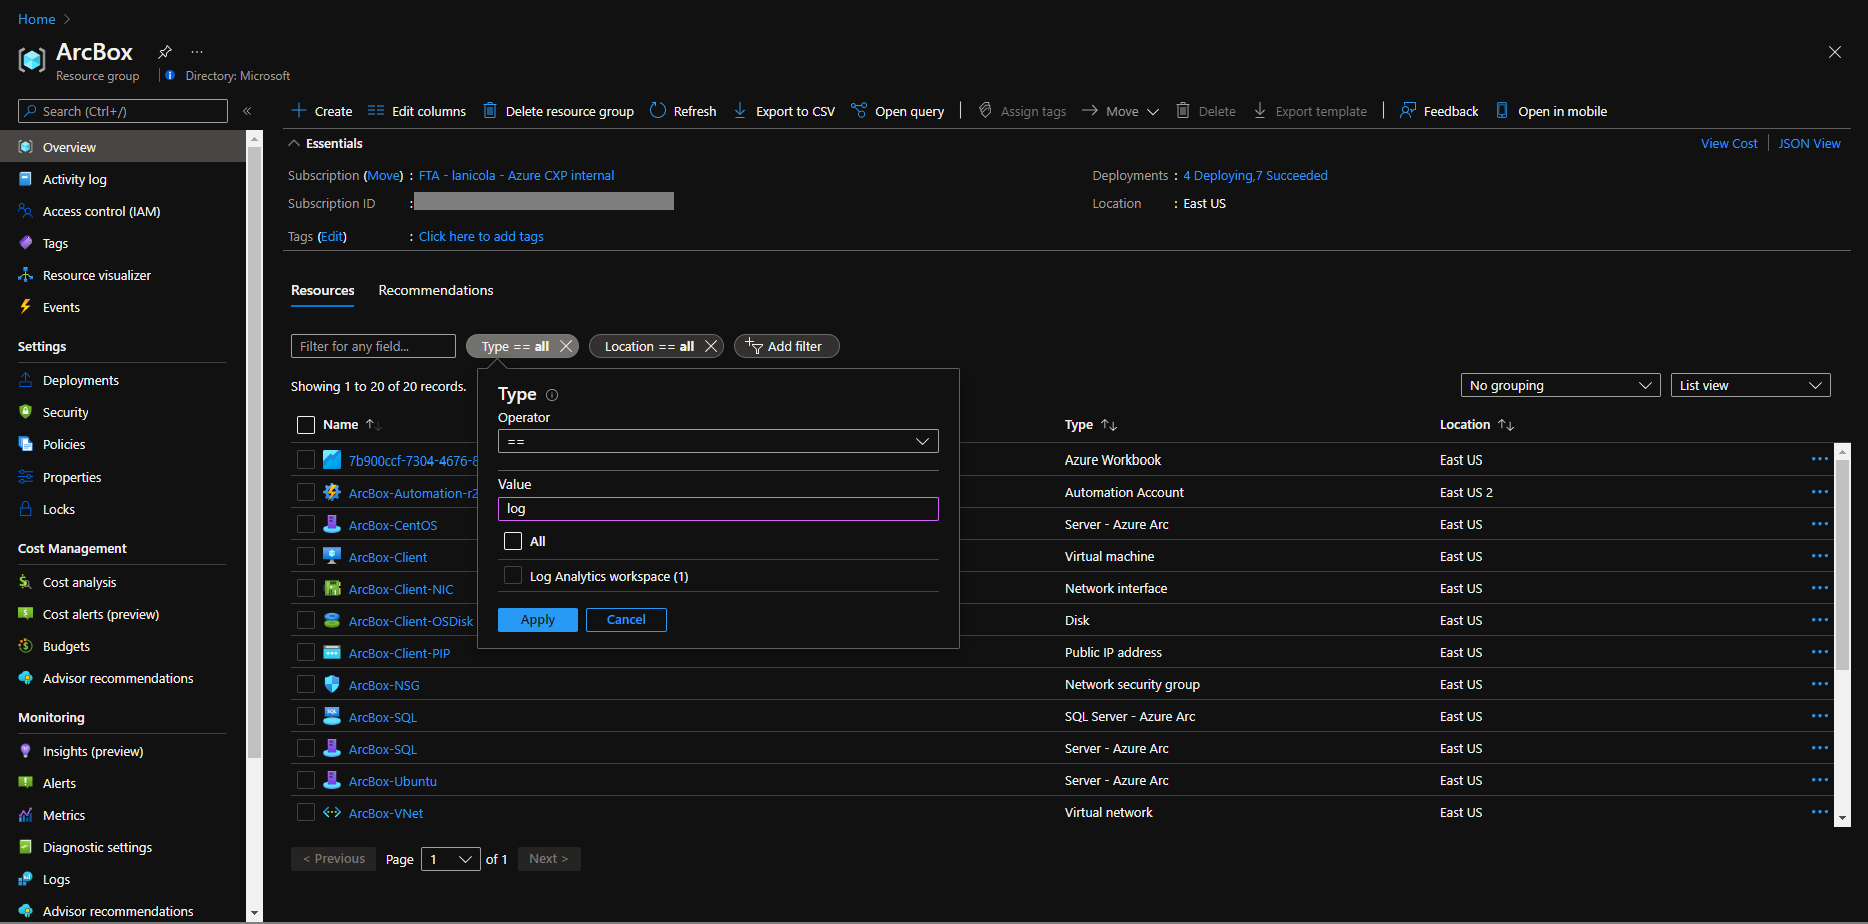 Home >
ArcBox
Resource group
Directory: Microsoft
Search (Ctrl+/)
Overview
Activity log
Access control (IAM)
Tags
Resource visualizer
Events
Settings
Deployments
Security
Policies
Properties
Locks
Cost Management
Cost analysis
Cost alerts (preview)
Budgets
Advisor recommendations
Monitoring
Insights (preview)
Alerts
Metrics
Diagnostic settings
Logs
Advisor recommendations
Create Edit columns Delete resource group Refresh Export to CSV Open query Assign tags Move Delete Export template Feedback Open in mobile
Essentials
View Cost JSON View
Subscription (Move) : FTA - lanicola - Azure CXP internal
Deployments : 4 Deploying,7 Succeeded
Subscription ID :
Location : East US
Tags (Edit) : Click here to add tags
Resources Recommendations
Filter for any field... Type == all Location == all Add filter
Showing 1 to 20 of 20 records.
No grouping List view
Type
Operator
==
Value
log
All
Log Analytics workspace (1)
Apply Cancel
Name Type Location
7b900ccf-7304-4676-8 Azure Workbook East US
ArcBox-Automation-r2 Automation Account East US 2
ArcBox-CentOS Server - Azure Arc East US
ArcBox-Client Virtual machine East US
ArcBox-Client-NIC Network interface East US
ArcBox-Client-OSDisk Disk East US
ArcBox-Client-PIP Public IP address East US
ArcBox-NSG Network security group East US
ArcBox-SQL SQL Server - Azure Arc East US
ArcBox-SQL Server - Azure Arc East US
ArcBox-Ubuntu Server - Azure Arc East US
ArcBox-VNet Virtual network East US
< Previous Page 1 of 1 Next >